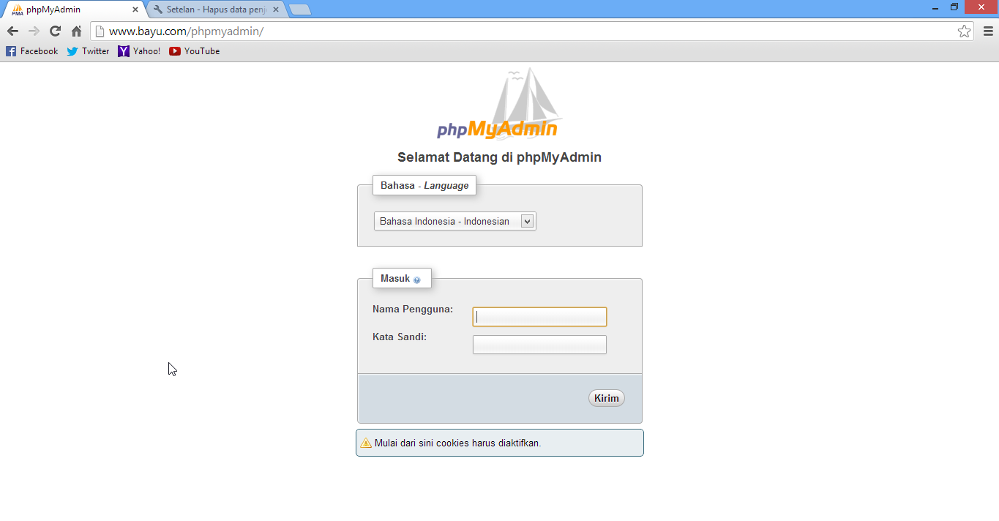 PMA phpMyAdmin
Setelan - Hapus data penj
www.bayu.com/phpmyadmin/
Facebook Twitter Yahoo! YouTube
phpMyAdmin
Selamat Datang di phpMyAdmin
Bahasa - Language
Bahasa Indonesia - Indonesian
Masuk
Nama Pengguna:
Kata Sandi:
Kirim
Mulai dari sini cookies harus diaktifkan.